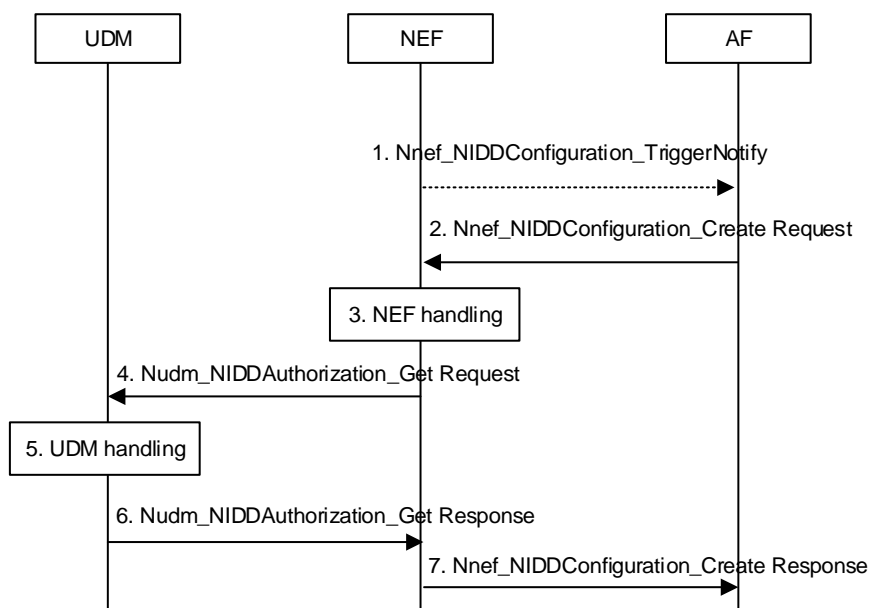 UDM NEF AF
1. Nnef_NIDDConfiguration_TriggerNotify
2. Nnef_NIDDConfiguration_Create Request
3. NEF handling
4. Nudm_NIDDAuthorization_Get Request
5. UDM handling
6. Nudm_NIDDAuthorization_Get Response
7. Nnef_NIDDConfiguration_Create Response